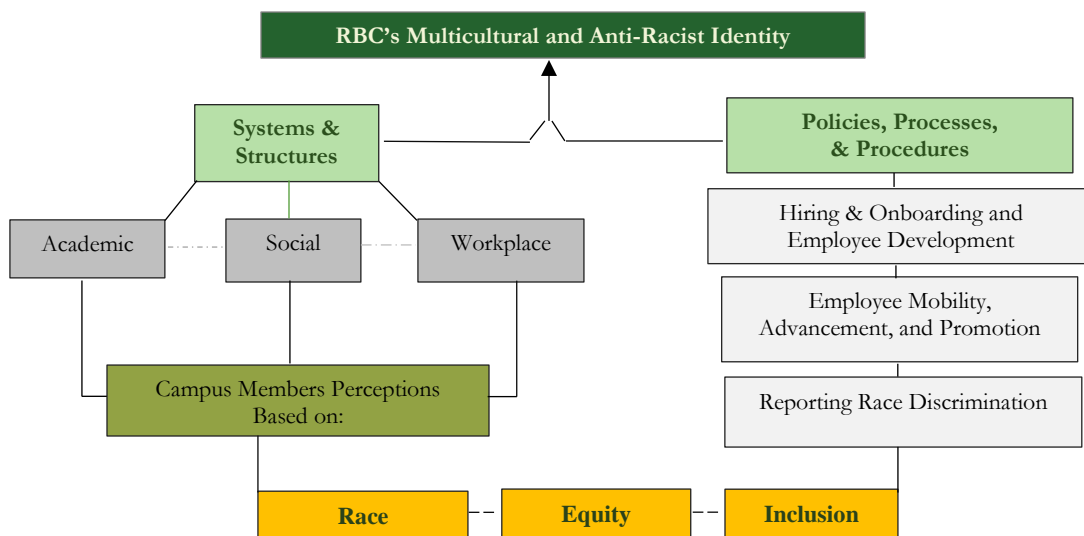 RBC's Multicultural and Anti-Racist Identity
Systems &
Structures
Policies, Processes,
& Procedures
Academic
Social
Workplace
Hiring & Onboarding and
Employee Development
Employee Mobility,
Advancement, and Promotion
Campus Members Perceptions
Based on:
Reporting Race Discrimination
Race
Equity
Inclusion